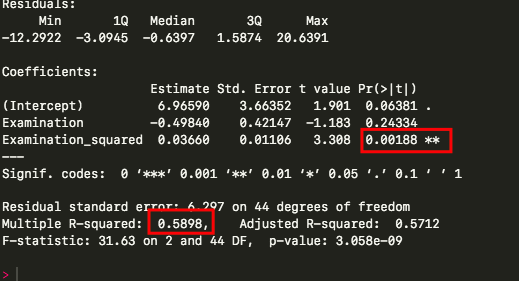 Residuals:
Min 1Q Median 3Q Max
-12.2922 -3.0945 -0.6397 1.5874 20.6391
Coefficients:
Estimate Std. Error t value Pr(>|t|)
(Intercept) 6.96590 3.66352 1.901 0.06381 .
Examination -0.49840 0.42147 -1.183 0.24334
Examination_squared 0.03660 0.01106 3.308 0.00188 **
---
Signif. codes: 0 ‘***’ 0.001 ‘**’ 0.01 ‘*’ 0.05 ‘.’ 0.1 ‘ ’ 1
Residual standard error: 6.297 on 44 degrees of freedom
Multiple R-squared: 0.5898, Adjusted R-squared: 0.5712
F-statistic: 31.63 on 2 and 44 DF, p-value: 3.058e-09
>